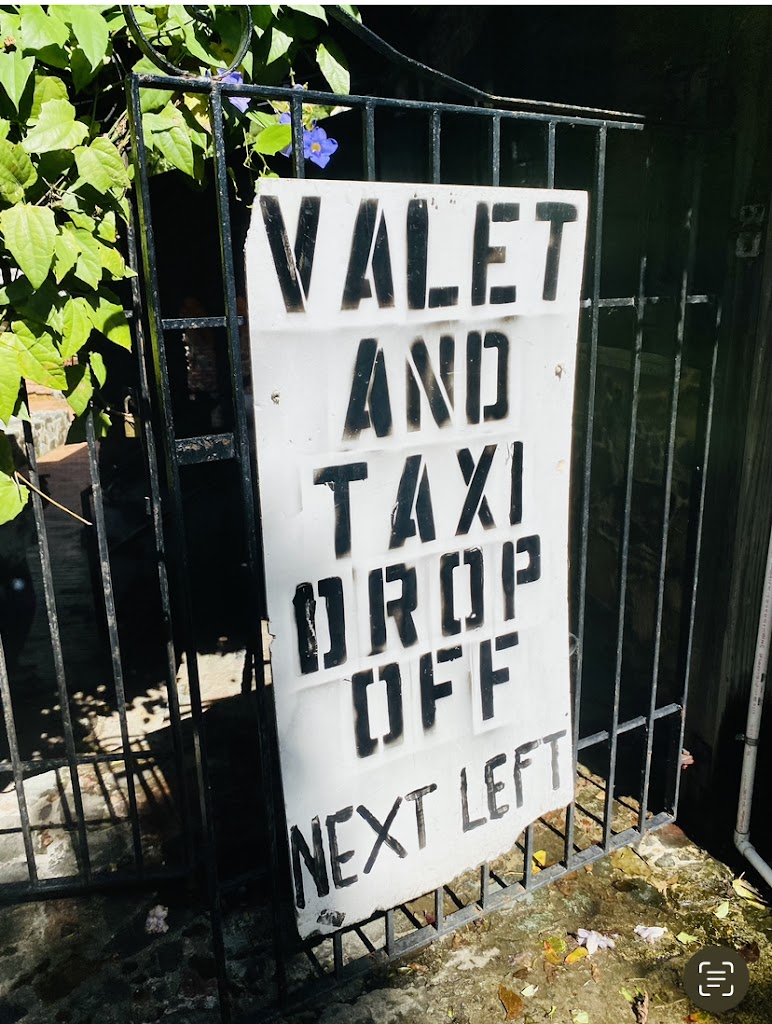 VALET
AND
TAXI
DROP
OFF
NEXT LEFT